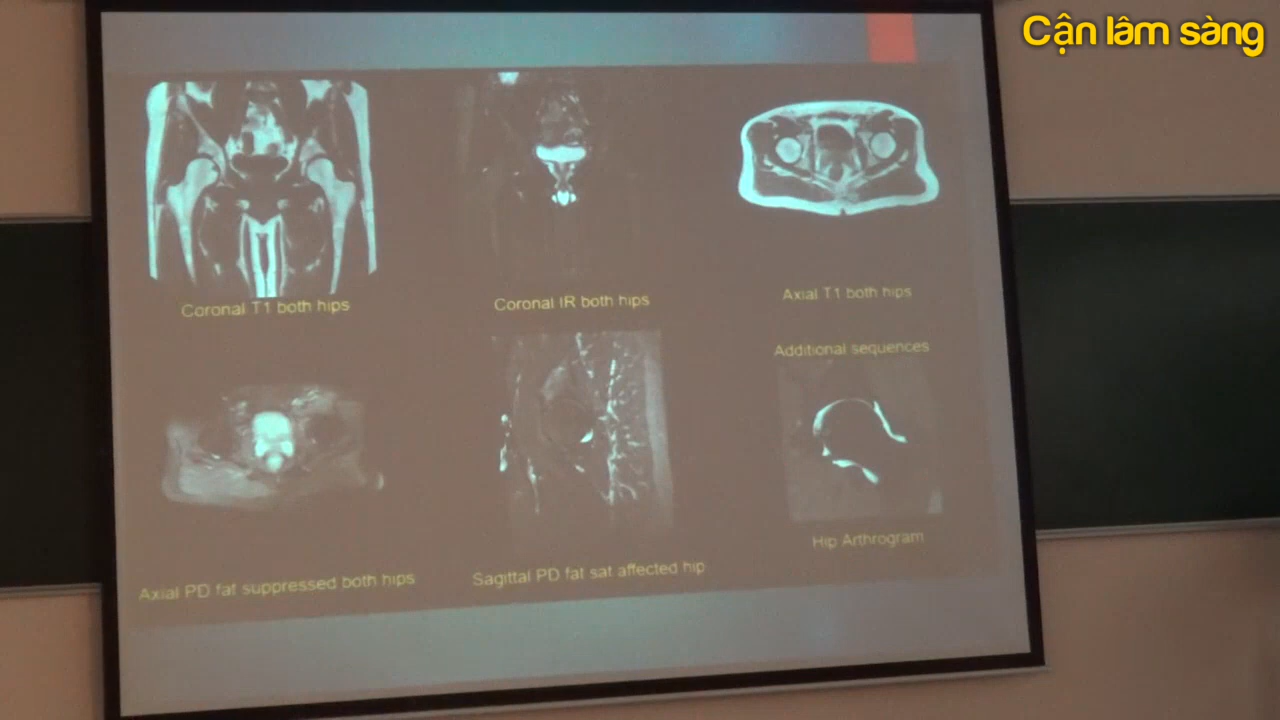 Cận lâm sàng
Coronal T1 both hips
Coronal IR both hips
Axial T1 both hips
Additional sequences
Axial PD fat suppressed both hips
Sagittal PD fat sat affected hip
Hip Arthrogram